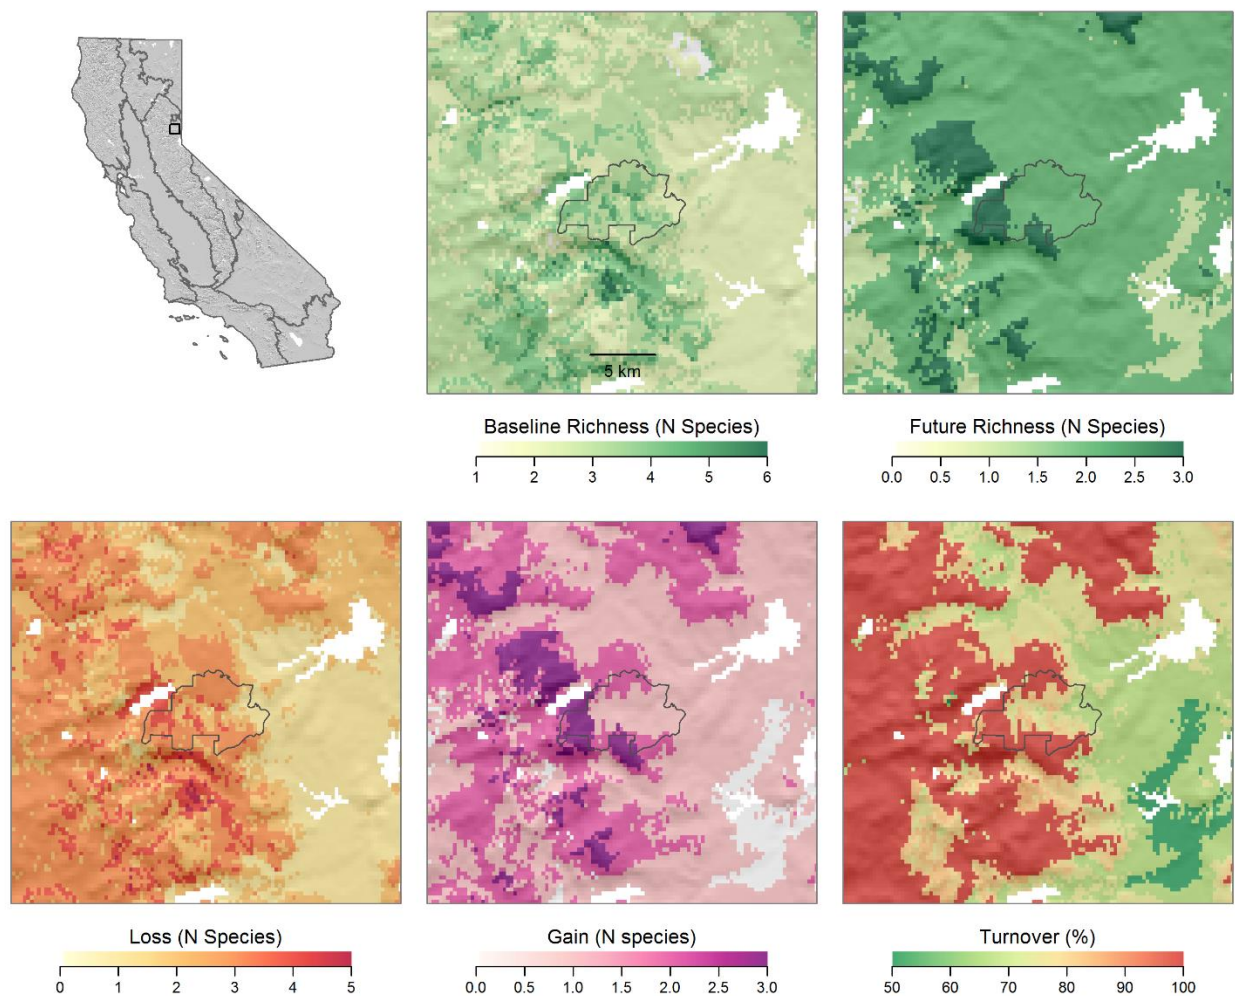 5 km
Baseline Richness (N Species)
1 2 3 4 5 6
Future Richness (N Species)
0.0 0.5 1.0 1.5 2.0 2.5 3.0
Loss (N Species)
0 1 2 3 4 5
Gain (N species)
0.0 0.5 1.0 1.5 2.0 2.5 3.0
Turnover (%)
50 60 70 80 90 100